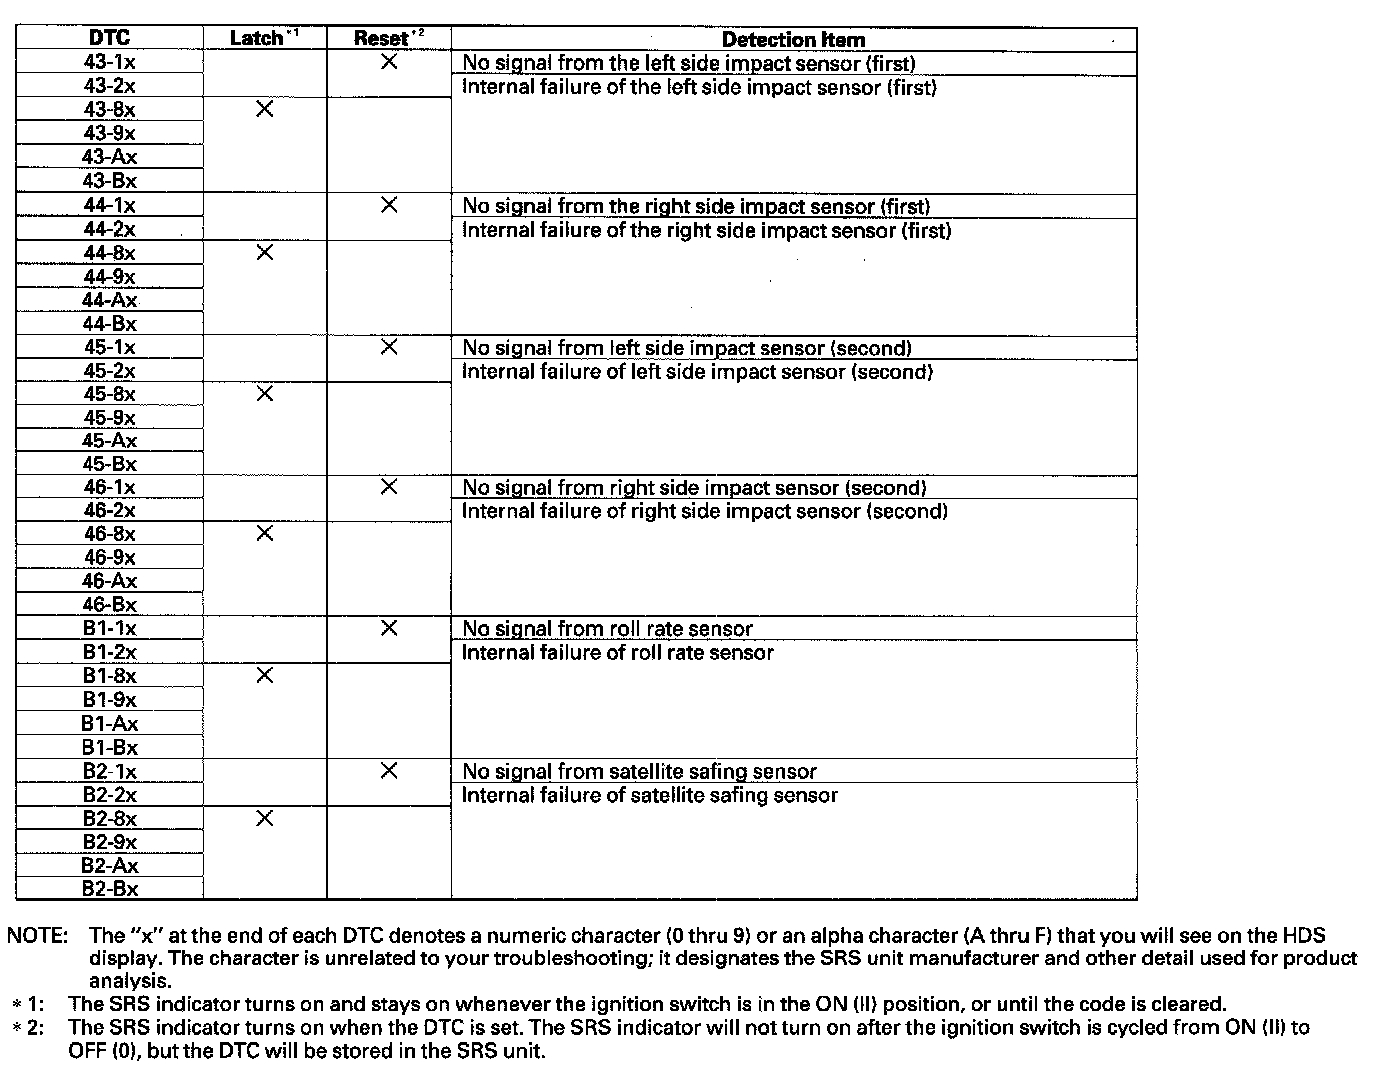 DTC Latch*1 Reset*2 Detection Item
43-1x X No signal from the left side impact sensor (first)
43-2x Internal failure of the left side impact sensor (first)
43-8x X
43-9x
43-Ax
43-Bx
44-1x X No signal from the right side impact sensor (first)
44-2x Internal failure of the right side impact sensor (first)
44-8x X
44-9x
44-Ax
44-Bx
45-1x X No signal from left side impact sensor (second)
45-2x Internal failure of left side impact sensor (second)
45-8x X
45-9x
45-Ax
45-Bx
46-1x X No signal from right side impact sensor (second)
46-2x Internal failure of right side impact sensor (second)
46-8x X
46-9x
46-Ax
46-Bx
B1-1x X No signal from roll rate sensor
B1-2x Internal failure of roll rate sensor
B1-8x X
B1-9x
B1-Ax
B1-Bx
B2-1x X No signal from satellite safing sensor
B2-2x Internal failure of satellite safing sensor
B2-8x X
B2-9x
B2-Ax
B2-Bx
NOTE: The "x" at the end of each DTC denotes a numeric character (0 thru 9) or an alpha character (A thru F) that you will see on the HDS
display. The character is unrelated to your troubleshooting; it designates the SRS unit manufacturer and other detail used for product
analysis.
* 1: The SRS indicator turns on and stays on whenever the ignition switch is in the ON (II) position, or until the code is cleared.
* 2: The SRS indicator turns on when the DTC is set. The SRS indicator will not turn on after the ignition switch is cycled from ON (II) to
OFF (0), but the DTC will be stored in the SRS unit.